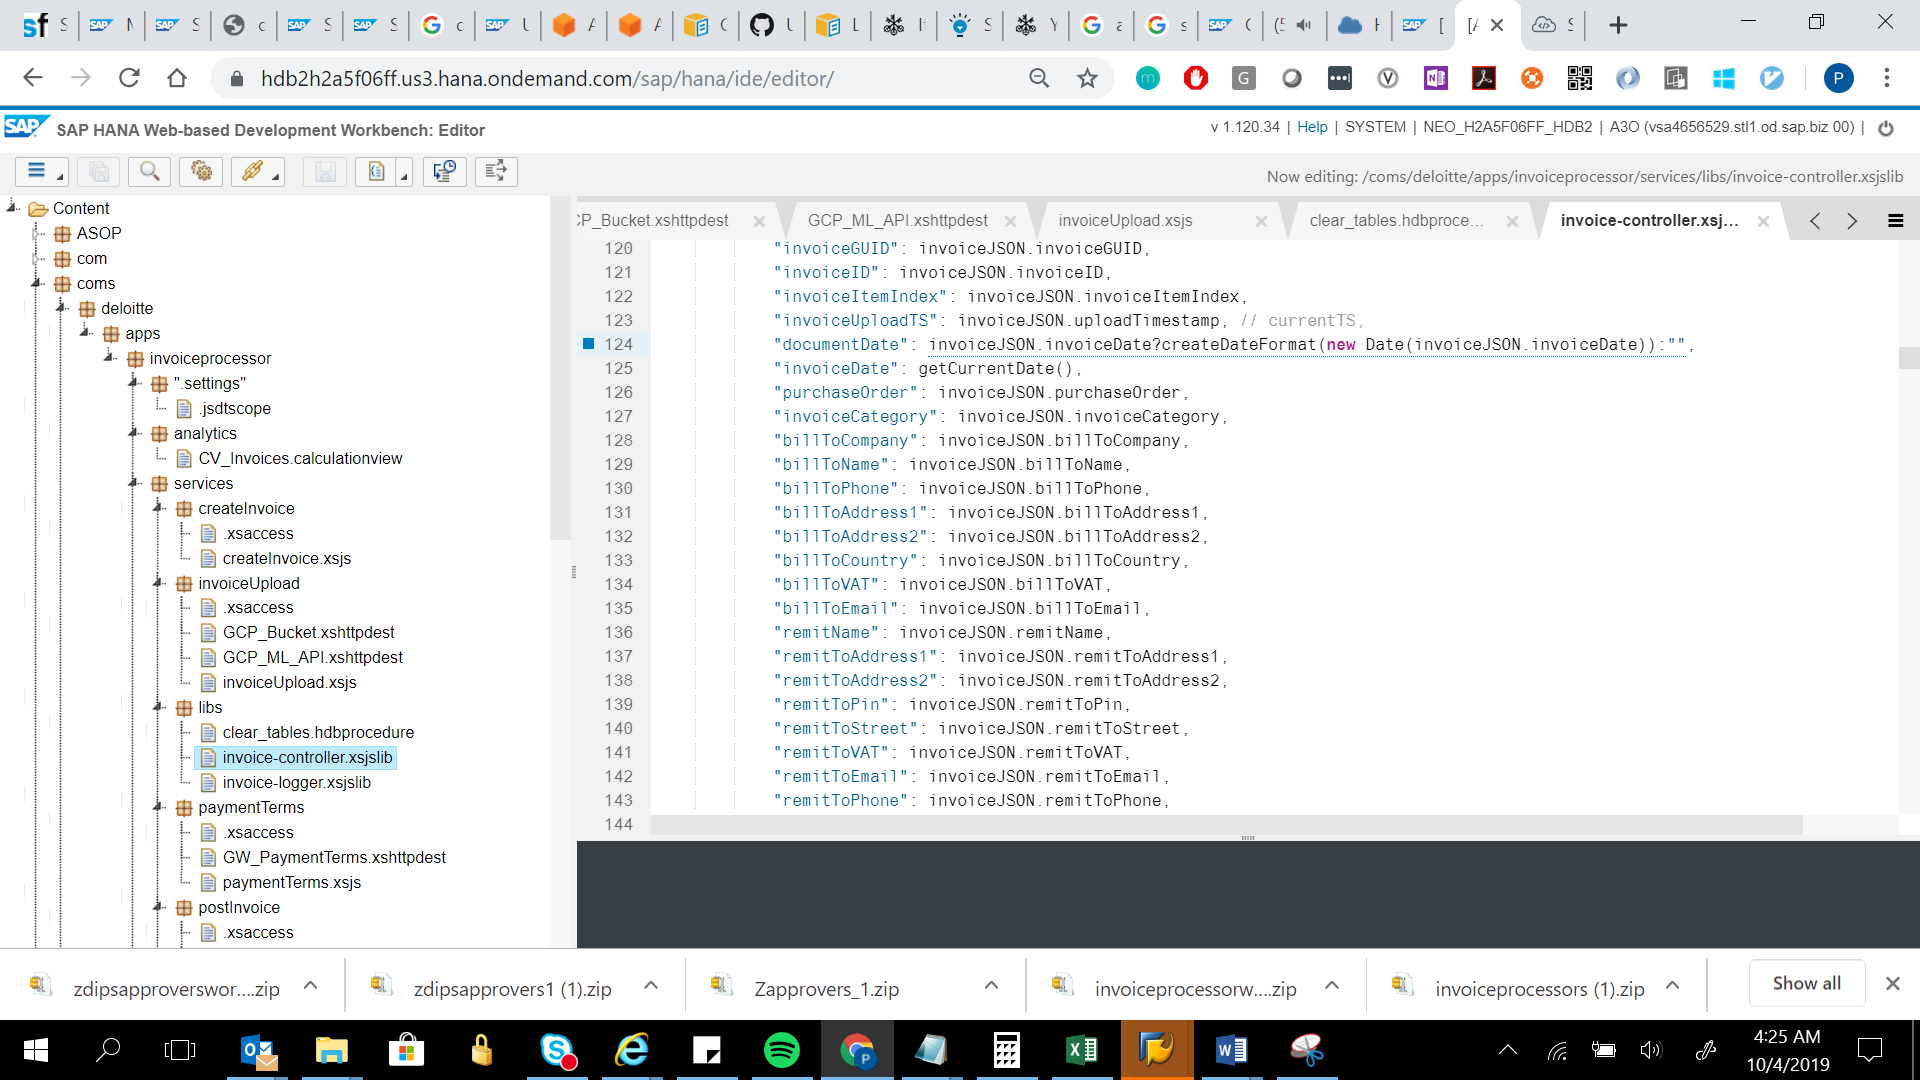 hdb2h2a5f06ff.us3.hana.ondemand.com/sap/hana/ide/editor/
SAP SAP HANA Web-based Development Workbench: Editor
v 1.120.34 | Help | SYSTEM | NEO_H2A5F06FF_HDB2 | A3O (vsa4656529.stl1.od.sap.biz 00) |
Now editing: /coms/deloitte/apps/invoiceprocessor/services/libs/invoice-controller.xsjslib
Content
ASOP
com
coms
deloitte
apps
invoiceprocessor
".settings"
.jsdtscope
analytics
CV_Invoices.calculationview
services
createInvoice
.xsaccess
createInvoice.xsjs
invoiceUpload
.xsaccess
GCP_Bucket.xshttpdest
GCP_ML_API.xshttpdest
invoiceUpload.xsjs
libs
clear_tables.hdbprocedure
invoice-controller.xsjslib
invoice-logger.xsjslib
paymentTerms
.xsaccess
GW_PaymentTerms.xshttpdest
paymentTerms.xsjs
postInvoice
.xsaccess
CP_Bucket.xshttpdest
GCP_ML_API.xshttpdest
invoiceUpload.xsjs
clear_tables.hdbproce...
invoice-controller.xsj...
120 "invoiceGUID": invoiceJSON.invoiceGUID,
121 "invoiceID": invoiceJSON.invoiceID,
122 "invoiceItemIndex": invoiceJSON.invoiceItemIndex,
123 "invoiceUploadTS": invoiceJSON.uploadTimestamp, // currentTS,
124 "documentDate": invoiceJSON.invoiceDate?createDateFormat(new Date(invoiceJSON.invoiceDate)):"",
125 "invoiceDate": getCurrentDate(),
126 "purchaseOrder": invoiceJSON.purchaseOrder,
127 "invoiceCategory": invoiceJSON.invoiceCategory,
128 "billToCompany": invoiceJSON.billToCompany,
129 "billToName": invoiceJSON.billToName,
130 "billToPhone": invoiceJSON.billToPhone,
131 "billToAddress1": invoiceJSON.billToAddress1,
132 "billToAddress2": invoiceJSON.billToAddress2,
133 "billToCountry": invoiceJSON.billToCountry,
134 "billToVAT": invoiceJSON.billToVAT,
135 "billToEmail": invoiceJSON.billToEmail,
136 "remitName": invoiceJSON.remitName,
137 "remitToAddress1": invoiceJSON.remitToAddress1,
138 "remitToAddress2": invoiceJSON.remitToAddress2,
139 "remitToPin": invoiceJSON.remitToPin,
140 "remitToStreet": invoiceJSON.remitToStreet,
141 "remitToVAT": invoiceJSON.remitToVAT,
142 "remitToEmail": invoiceJSON.remitToEmail,
143 "remitToPhone": invoiceJSON.remitToPhone,
144
zdipsapproverswor....zip
zdipsapprovers1 (1).zip
Zapprovers_1.zip
invoiceprocessorw....zip
invoiceprocessors (1).zip
Show all
4:25 AM
10/4/2019